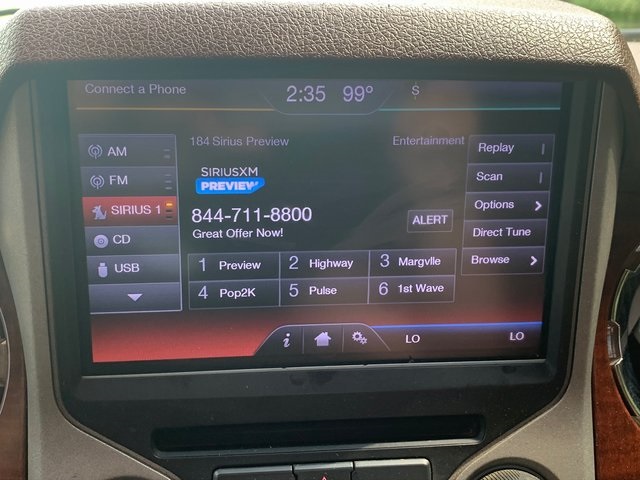 Connect a Phone
2:35 99° S
AM
FM
SIRIUS 1
CD
USB
184 Sirius Preview Entertainment
SIRIUSXM
PREVIEW
844-711-8800
Great Offer Now!
ALERT
1 Preview 2 Highway 3 Margvlle
4 Pop2K 5 Pulse 6 1st Wave
Replay
Scan
Options
Direct Tune
Browse
i LO LO